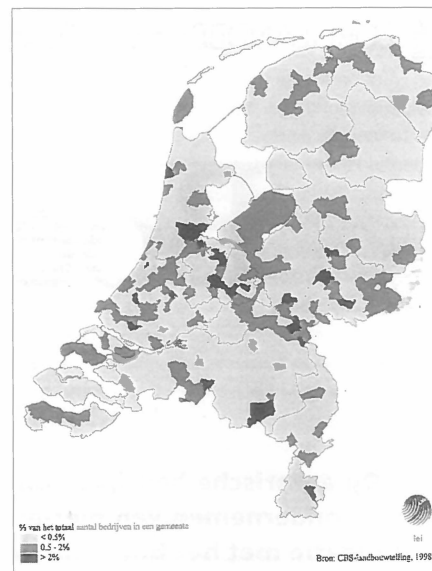 % van het totaal aantal bedrijven in een gemeente
< 0.5%
0.5 - 2%
> 2%
lei
Bron: CBS-landbouwtelling, 1998